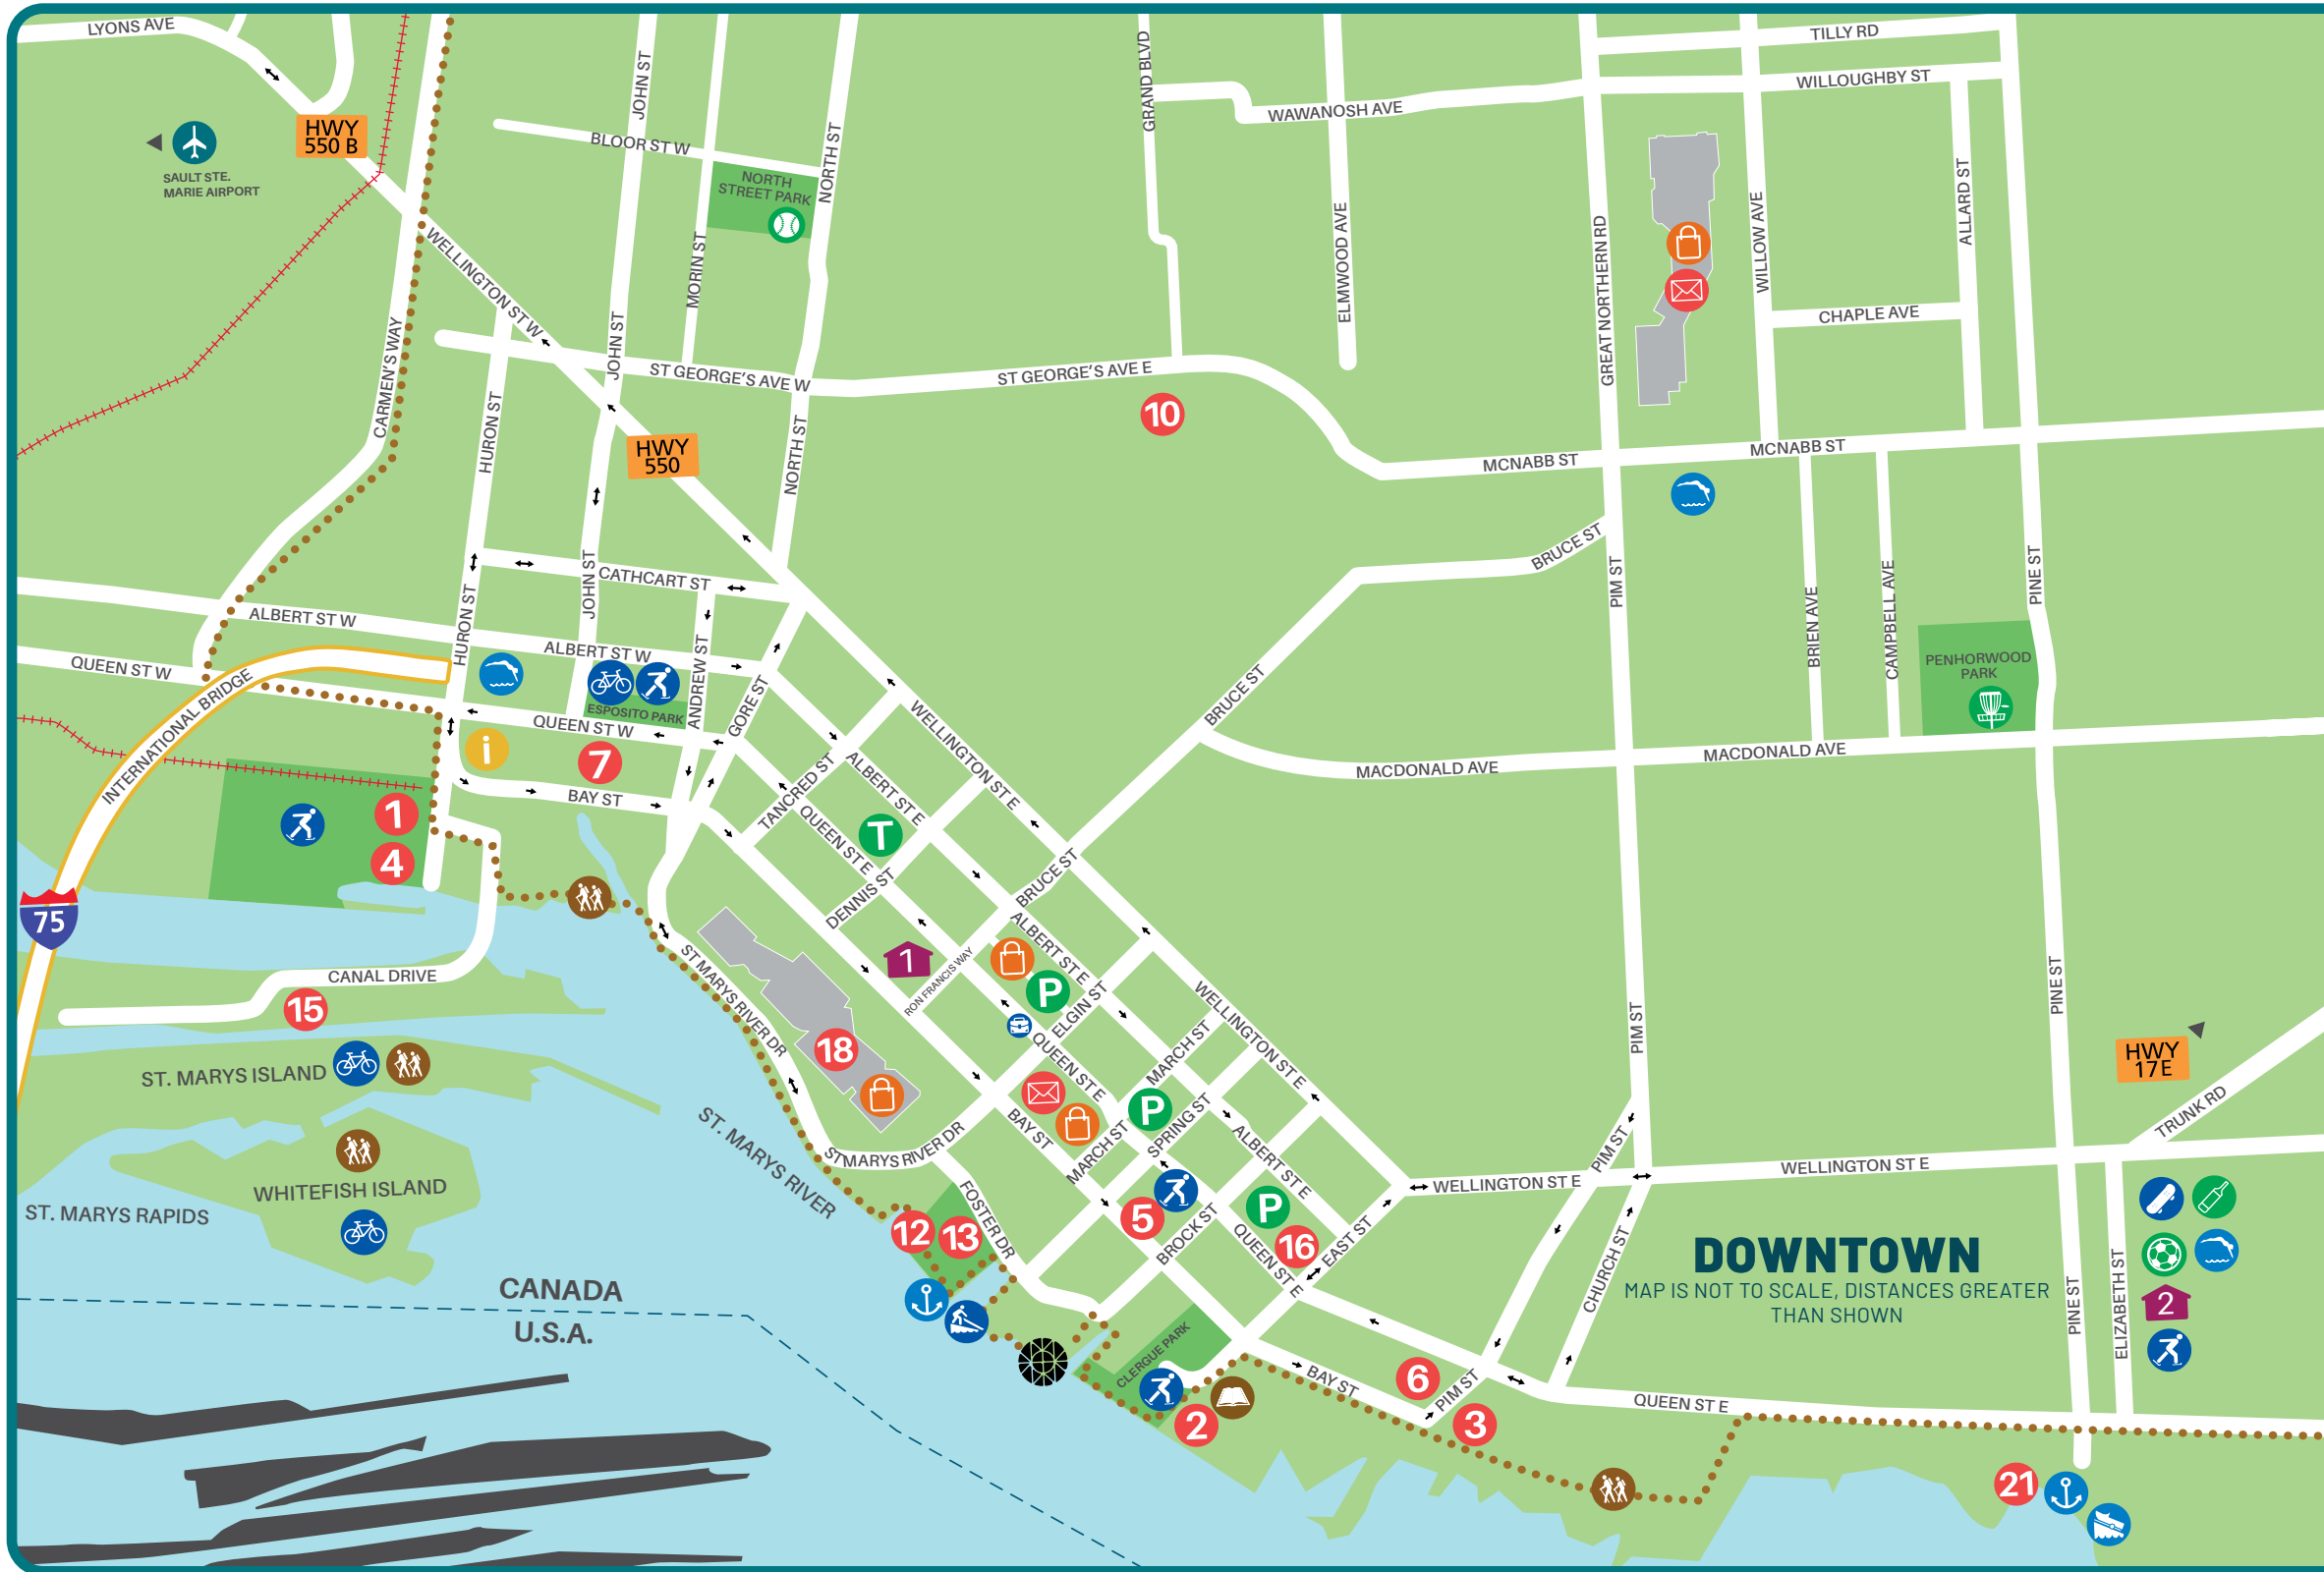 LYONS AVE
HWY
550 B
SAULT STE.
MARIE AIRPORT
JOHN ST
BLOOR ST W
NORTH
STREET PARK
NORTH ST
MORIN ST
GRAND BLVD
WAWANOSH AVE
ELMWOOD AVE
TILLY RD
WILLOUGHBY ST
GREAT NORTHERN RD
WILLOW AVE
ALLARD ST
CHAPLE AVE
WELLINGTON ST W
CARMEN'S WAY
HURON ST
JOHN ST
ST GEORGE'S AVE W
ST GEORGE'S AVE E
10
HWY
550
NORTH ST
MCNABB ST
MCNABB ST
BRUCE ST
PIM ST
BRIEN AVE
CAMPBELL AVE
PINE ST
PENHORWOOD
PARK
CATHCART ST
JOHN ST
HURON ST
ALBERT ST W
ALBERT ST W
QUEEN ST W
ANDREW ST
GORE ST
ESPOSITO PARK
QUEEN ST W
INTERNATIONAL BRIDGE
i
7
BAY ST
1
4
75
BRUCE ST
MACDONALD AVE
MACDONALD AVE
WELLINGTON ST E
TANCRED ST
ALBERT ST E
QUEEN ST E
T
DENNIS ST
BRUCE ST
1
RON FRANCIS WAY
ALBERT ST E
P
ELGIN ST
CANAL DRIVE
15
ST MARYS RIVER DR
18
QUEEN ST E
MARCH ST
WELLINGTON ST E
PIM ST
PINE ST
HWY
17E
TRUNK RD
ST. MARYS ISLAND
WHITEFISH ISLAND
ST. MARYS RAPIDS
ST. MARYS RIVER
ST MARYS RIVER DR
BAY ST
MARCH ST
P
SPRING ST
ALBERT ST E
PIM ST
WELLINGTON ST E
WELLINGTON ST E
FOSTER DR
12
13
5
BROCK ST
P
16
QUEEN ST E
EAST ST
CHURCH ST
DOWNTOWN
MAP IS NOT TO SCALE, DISTANCES GREATER
THAN SHOWN
PINE ST
ELIZABETH ST
2
CANADA
U.S.A.
CLERGUE PARK
2
BAY ST
6
PIM ST
3
QUEEN ST E
21